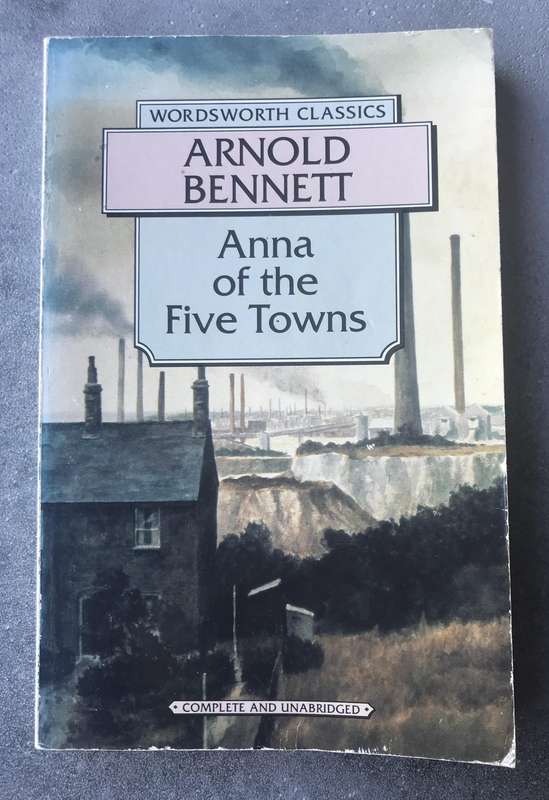 WORDSWORTH CLASSICS
ARNOLD
BENNETT
Anna
of the
Five Towns
COMPLETE AND UNABRIDGED